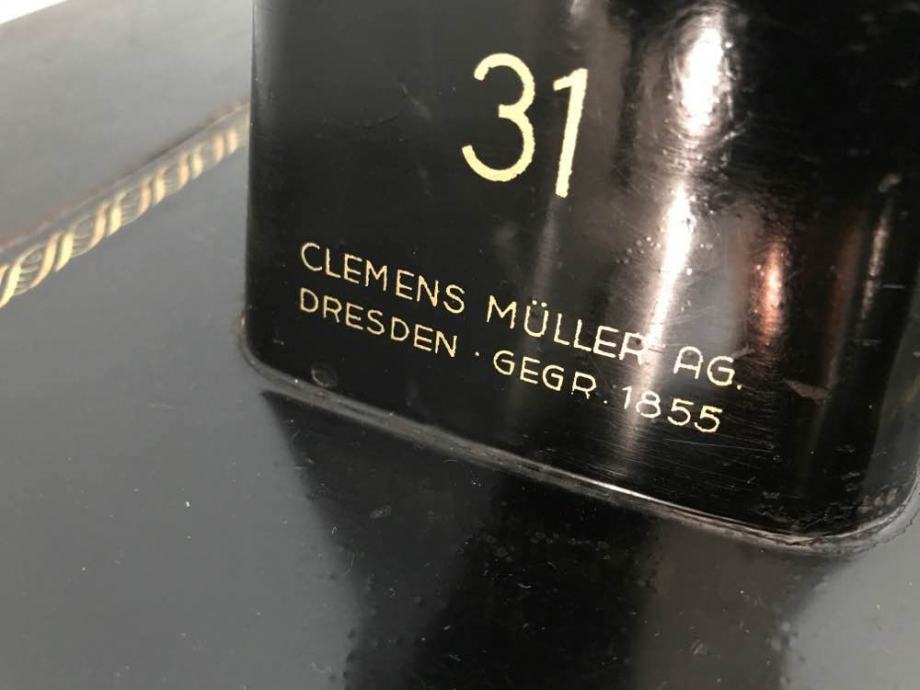 31
CLEMENS MÜLLER AG.
DRESDEN · GEGR. 1855